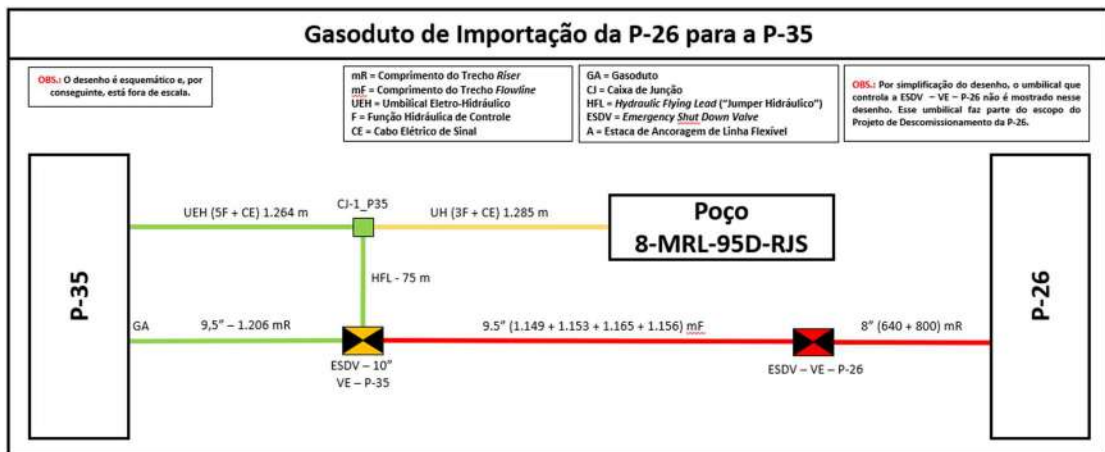 Gasoduto de Importação da P-26 para a P-35
OBS.: O desenho é esquemático e, por
conseguinte, está fora de escala.
mR = Comprimento do Trecho Riser
mF = Comprimento do Trecho Flowline
UEH = Umbilical Eletro-Hidráulico
F = Função Hidráulica de Controle
CE = Cabo Elétrico de Sinal
GA = Gasoduto
CJ = Caixa de Junção
HFL = Hydraulic Flying Lead ("Jumper Hidráulico")
ESDV = Emergency Shut Down Valve
A = Estaca de Ancoragem de Linha Flexível
OBS.: Por simplificação do desenho, o umbilical que
controla a ESDV – VE – P-26 não é mostrado nesse
desenho. Esse umbilical faz parte do escopo do
Projeto de Descomissionamento da P-26.
P-35
UEH (5F + CE) 1.264 m
CJ-1_P35
UH (3F + CE) 1.285 m
Poço
8-MRL-95D-RJS
P-26
HFL - 75 m
GA
9,5" – 1.206 mR
9.5" (1.149 + 1.153 + 1.165 + 1.156) mF
8" (640 + 800) mR
ESDV – 10"
VE – P-35
ESDV – VE – P-26